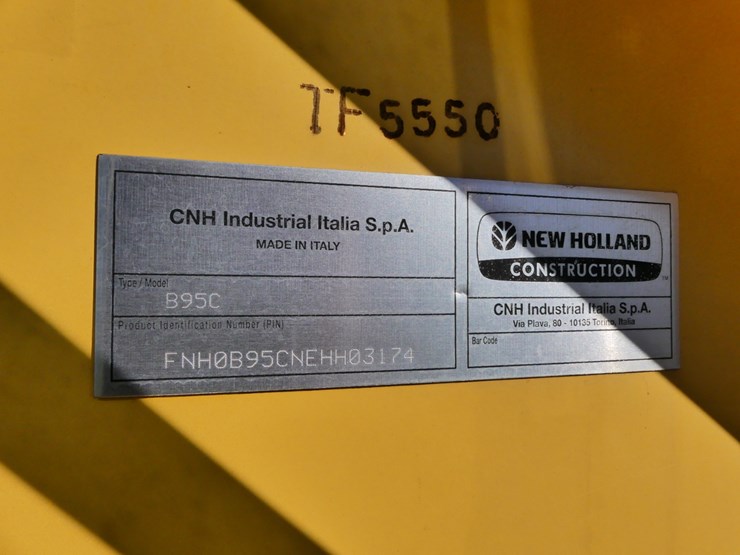 TF5550
CNH Industrial Italia S.p.A.
MADE IN ITALY
Type / Model
B95C
Product Identification Number (PIN)
FNH0B95CNEHH03174
NEW HOLLAND
CONSTRUCTION
CNH Industrial Italia S.p.A.
Via Plava, 80 - 10135 Torino, Italia
Bar Code